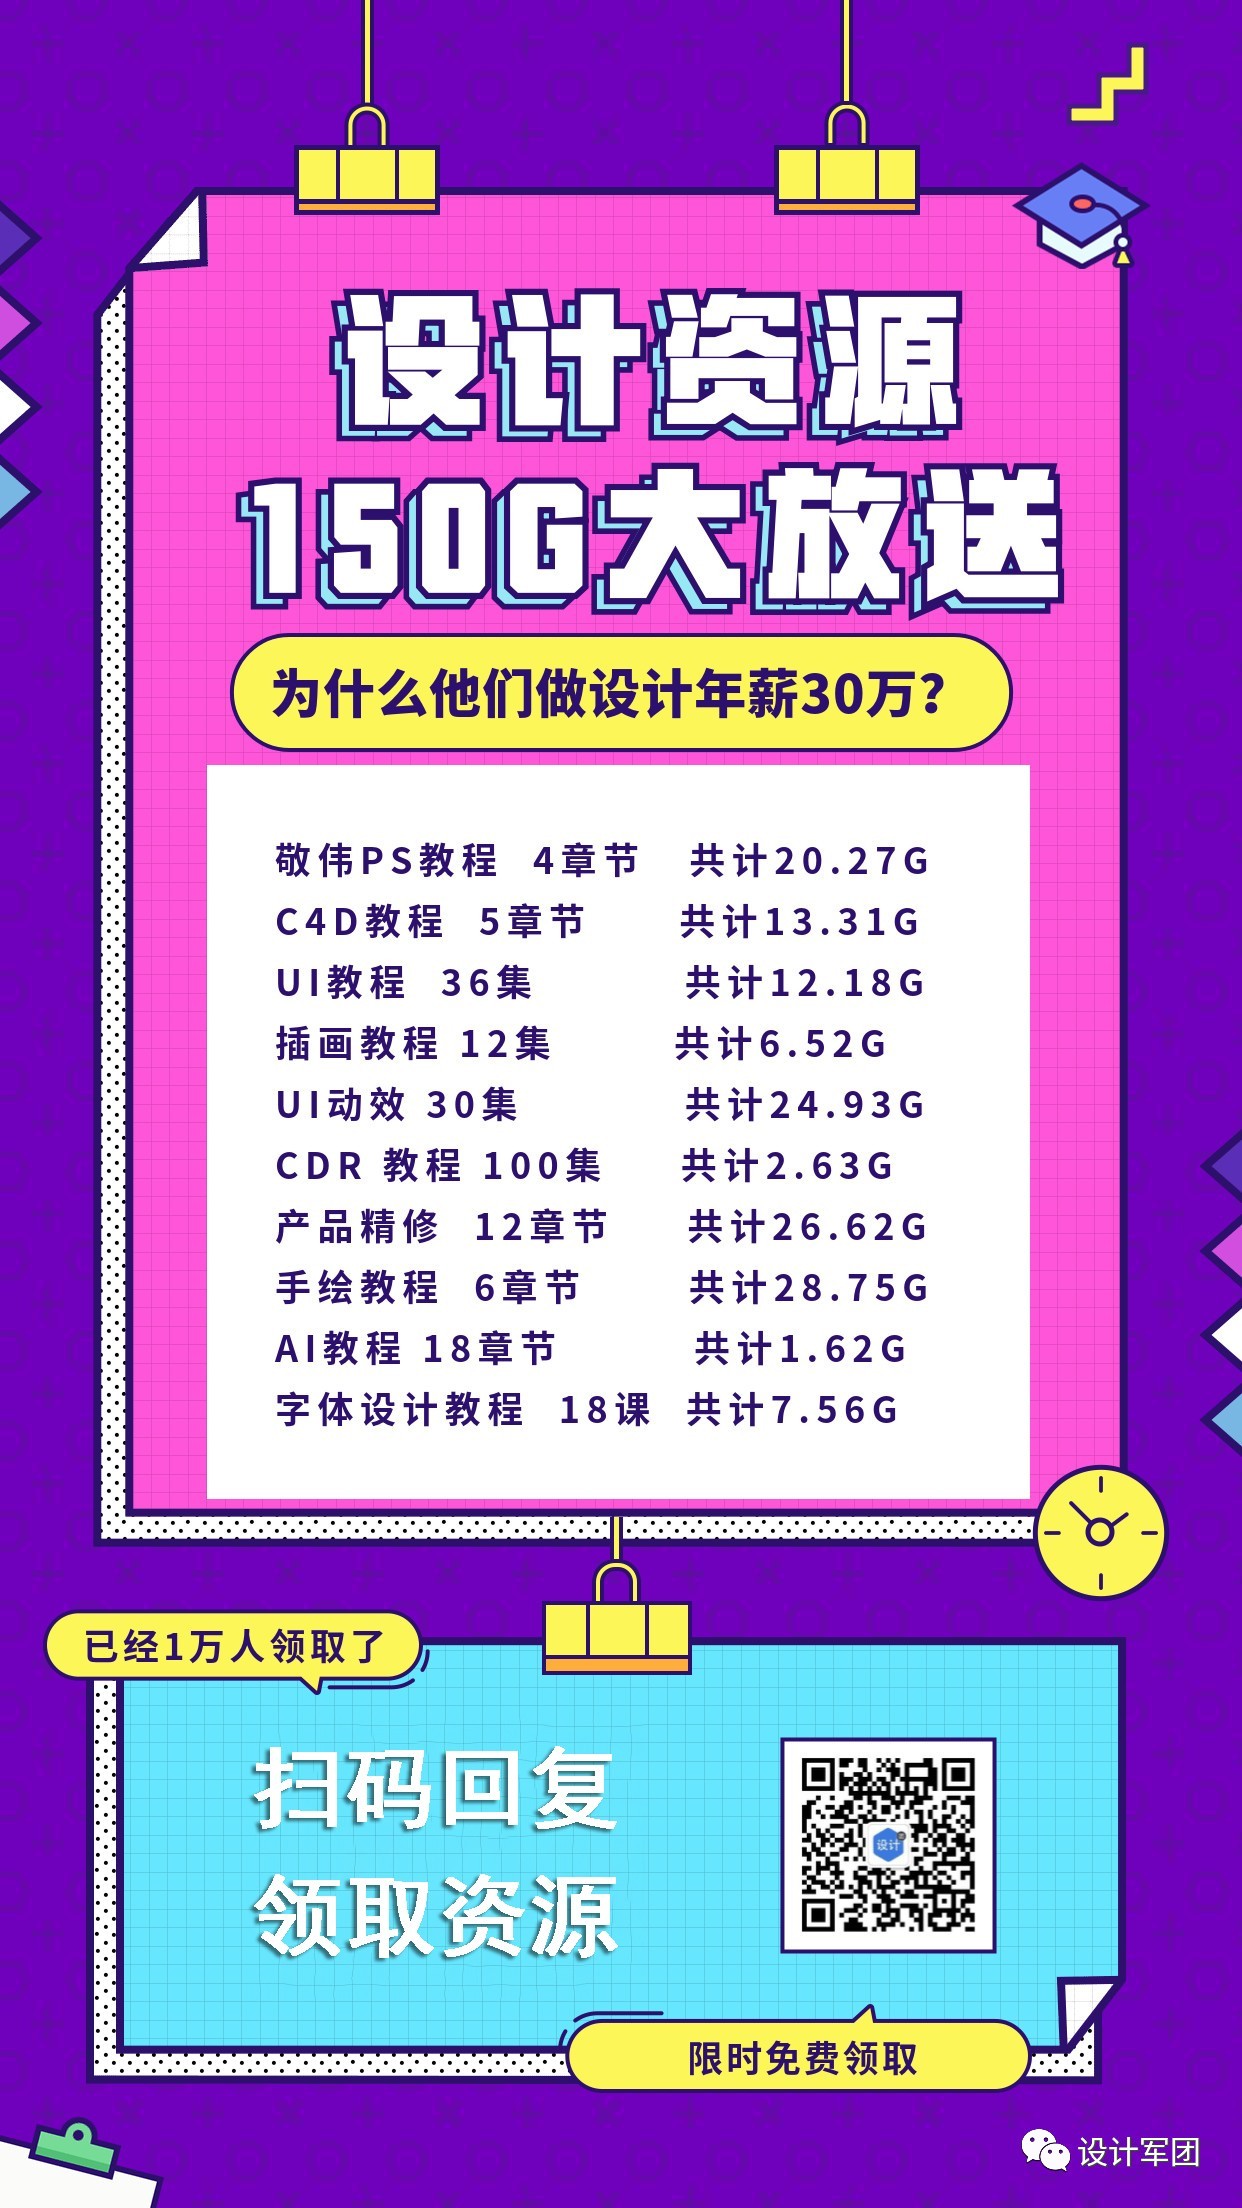 设计资源
150G大放送
为什么他们做设计年薪30万?
敬伟PS教程 4章节 共计20.27G
C4D教程 5章节 共计13.31G
UI教程 36集 共计12.18G
插画教程 12集 共计6.52G
UI动效 30集 共计24.93G
CDR 教程 100集 共计2.63G
产品精修 12章节 共计26.62G
手绘教程 6章节 共计28.75G
AI教程 18章节 共计1.62G
字体设计教程 18课 共计7.56G
已经1万人领取了
扫码回复
领取资源
设计
限时免费领取
设计军团